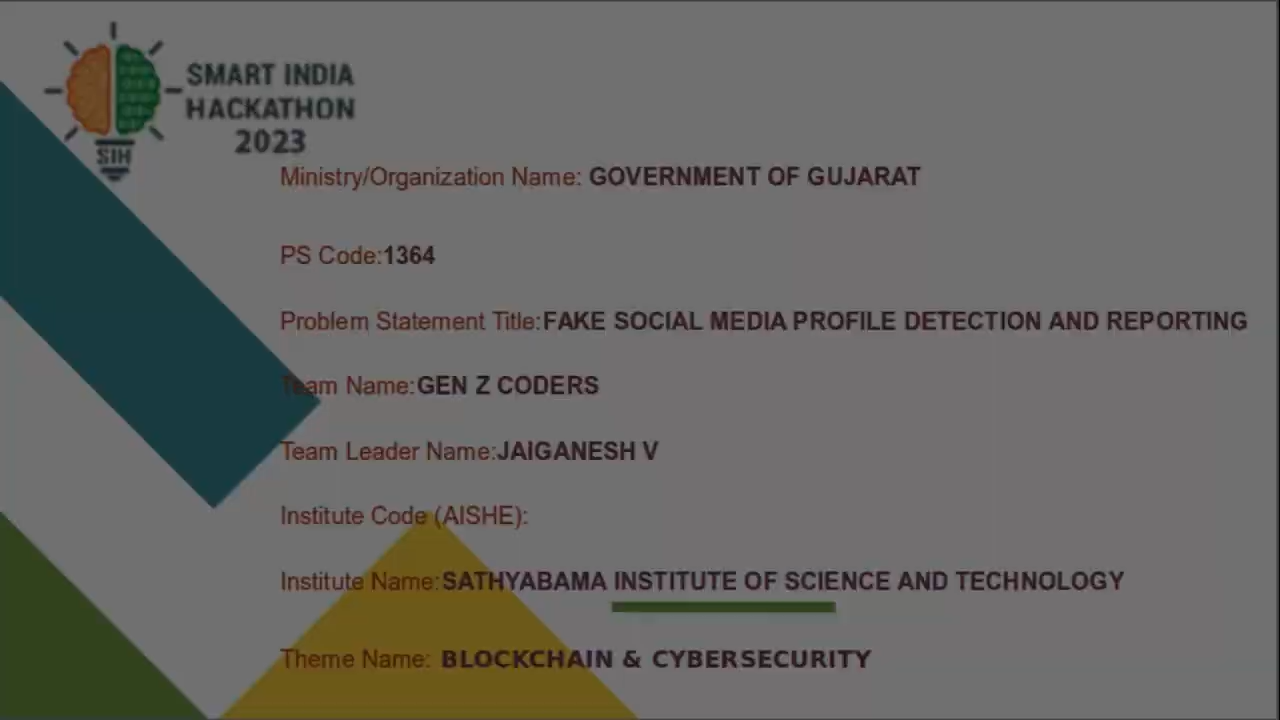 SMART INDIA
HACKATHON
2023
SIH
Ministry/Organization Name: GOVERNMENT OF GUJARAT
PS Code:1364
Problem Statement Title:FAKE SOCIAL MEDIA PROFILE DETECTION AND REPORTING
Team Name:GEN Z CODERS
Team Leader Name:JAIGANESH V
Institute Code (AISHE):
Institute Name:SATHYABAMA INSTITUTE OF SCIENCE AND TECHNOLOGY
Theme Name: BLOCKCHAIN & CYBERSECURITY